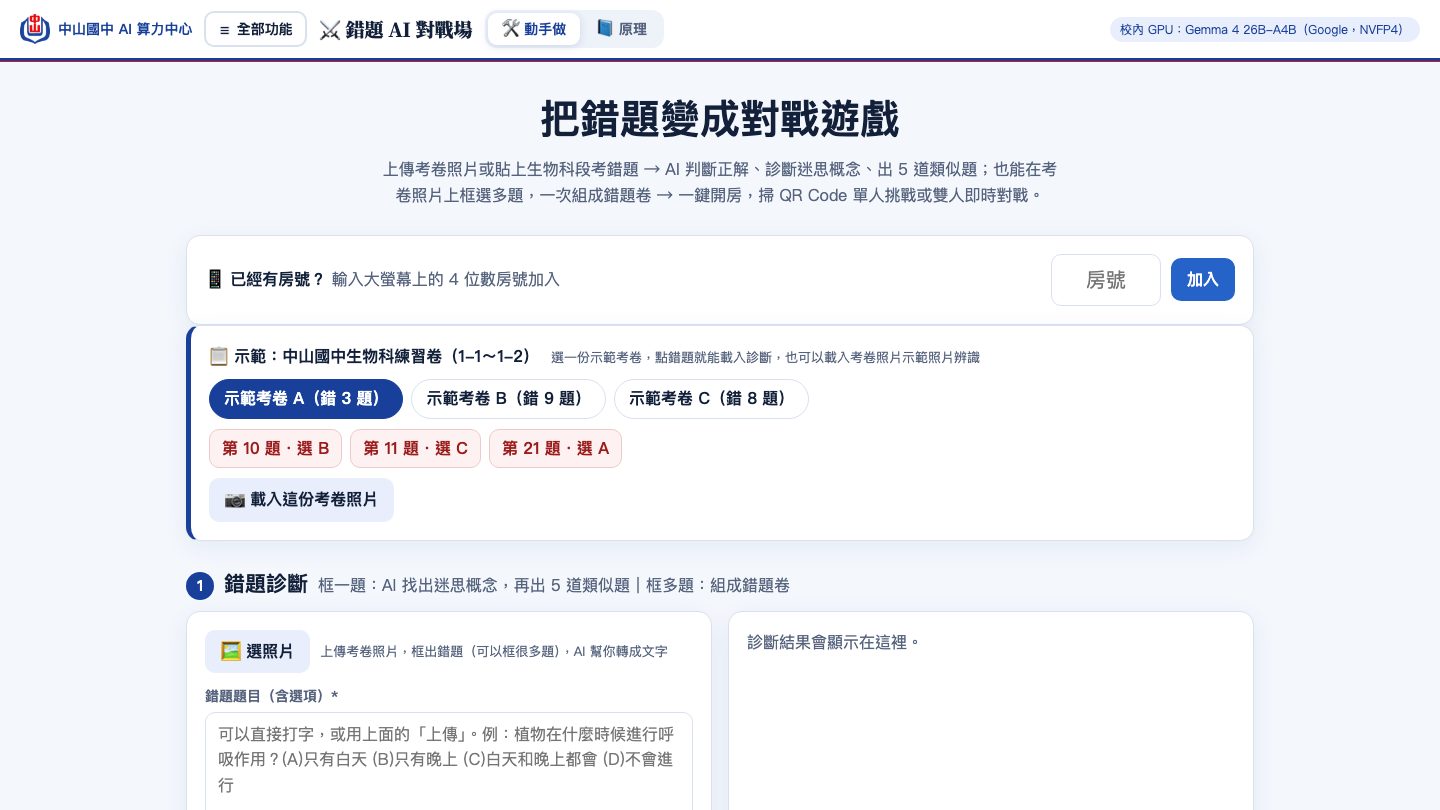 中山國中 AI 算力中心
≡ 全部功能
錯題 AI 對戰場
動手做
原理
校內 GPU：Gemma 4 26B-A4B（Google，NVFP4）
把錯題變成對戰遊戲
上傳考卷照片或貼上生物科段考錯題 → AI 判斷正解、診斷迷思概念、出 5 道類似題；也能在考
卷照片上框選多題，一次組成錯題卷 → 一鍵開房，掃 QR Code 單人挑戰或雙人即時對戰。
已經有房號？ 輸入大螢幕上的 4 位數房號加入
房號
加入
示範：中山國中生物科練習卷（1-1～1-2） 選一份示範考卷，點錯題就能載入診斷，也可以載入考卷照片示範照片辨識
示範考卷 A（錯 3 題）
示範考卷 B（錯 9 題）
示範考卷 C（錯 8 題）
第 10 題 · 選 B
第 11 題 · 選 C
第 21 題 · 選 A
載入這份考卷照片
1 錯題診斷 框一題：AI 找出迷思概念，再出 5 道類似題｜框多題：組成錯題卷
選照片
上傳考卷照片，框出錯題（可以框很多題），AI 幫你轉成文字
錯題題目（含選項）*
可以直接打字，或用上面的「上傳」。例：植物在什麼時候進行呼
吸作用？(A)只有白天 (B)只有晚上 (C)白天和晚上都會 (D)不會進
行
診斷結果會顯示在這裡。